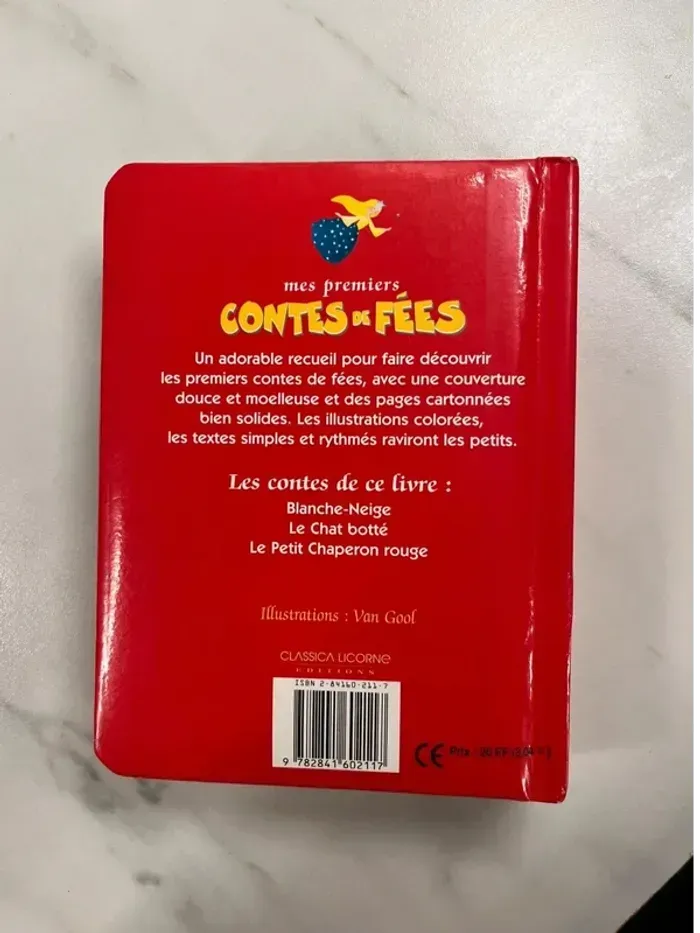 mes premiers
CONTES DE FÉES
Un adorable recueil pour faire découvrir
les premiers contes de fées, avec une couverture
douce et moelleuse et des pages cartonnées
bien solides. Les illustrations colorées,
les textes simples et rythmés raviront les petits.
Les contes de ce livre :
Blanche-Neige
Le Chat botté
Le Petit Chaperon rouge
Illustrations : Van Gool
CLASSICA LICORNE
EDITIONS
ISBN 2-84160-211-7
9 782841 602117
CE Prix :